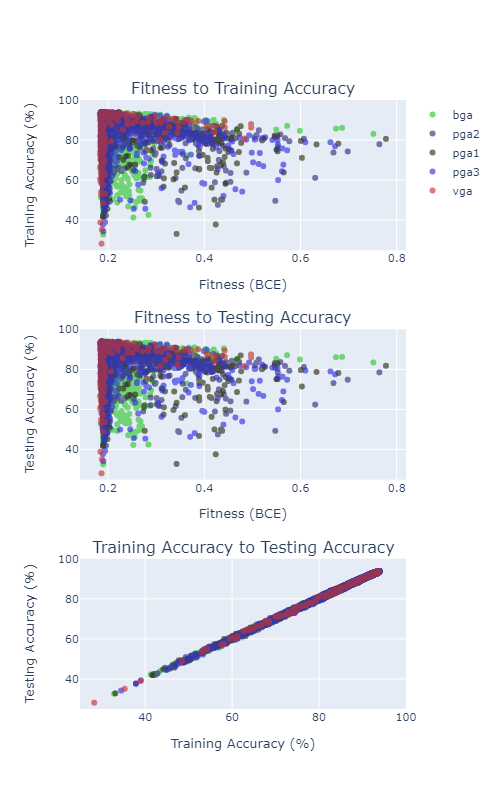 Fitness to Training Accuracy
100
80
60
40
Training Accuracy (%)
0.2 0.4 0.6 0.8
Fitness (BCE)
bga
pga2
pga1
pga3
vga
Fitness to Testing Accuracy
100
80
60
40
Testing Accuracy (%)
0.2 0.4 0.6 0.8
Fitness (BCE)
Training Accuracy to Testing Accuracy
100
80
60
40
Testing Accuracy (%)
40 60 80 100
Training Accuracy (%)